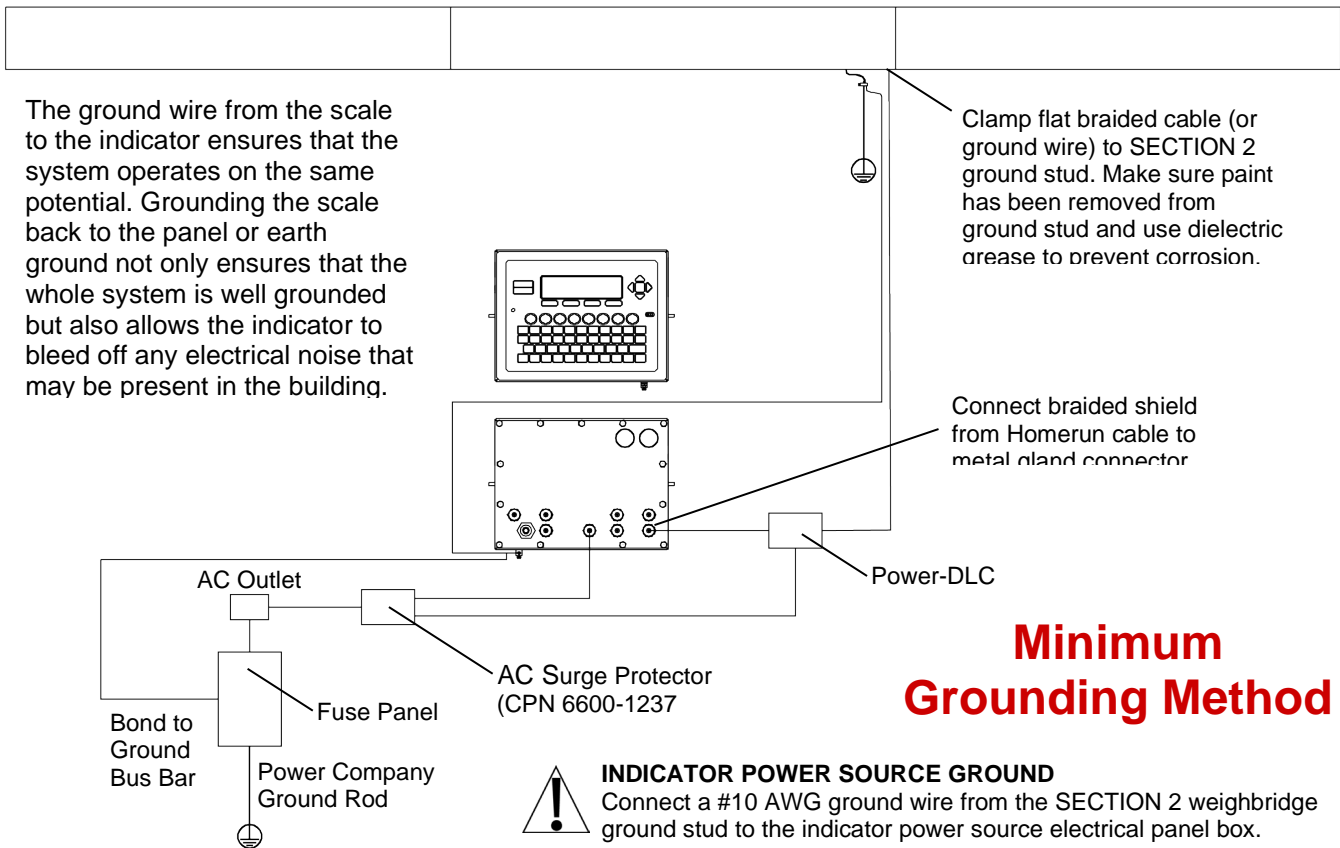 The ground wire from the scale
to the indicator ensures that the
system operates on the same
potential. Grounding the scale
back to the panel or earth
ground not only ensures that the
whole system is well grounded
but also allows the indicator to
bleed off any electrical noise that
may be present in the building.
Clamp flat braided cable (or
ground wire) to SECTION 2
ground stud. Make sure paint
has been removed from
ground stud and use dielectric
grease to prevent corrosion.
Connect braided shield
from Homerun cable to
metal gland connector
Power-DLC
AC Outlet
AC Surge Protector
(CPN 6600-1237
Fuse Panel
Bond to
Ground
Bus Bar
Power Company
Ground Rod
Minimum
Grounding Method
INDICATOR POWER SOURCE GROUND
Connect a #10 AWG ground wire from the SECTION 2 weighbridge
ground stud to the indicator power source electrical panel box.